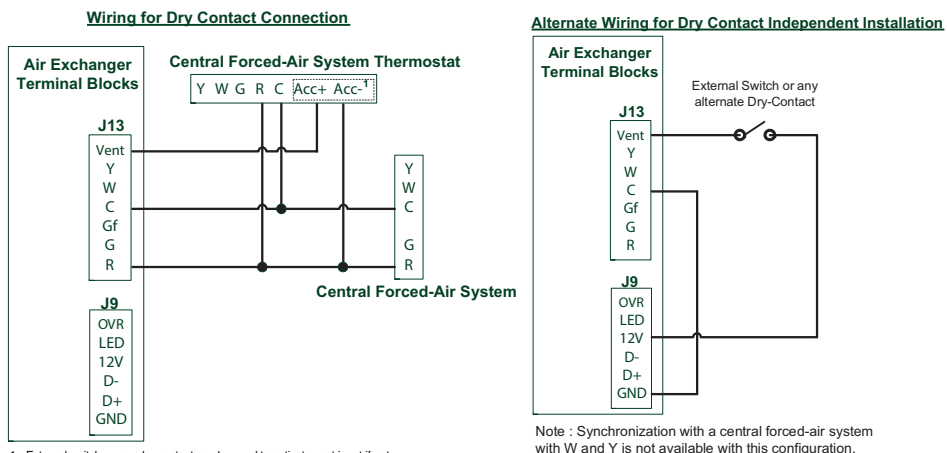 Wiring for Dry Contact Connection
Air Exchanger
Terminal Blocks
Central Forced-Air System Thermostat
Y W G R C Acc+ Acc-1
J13
Vent
Y
W
C
Gf
G
R
J9
OVR
LED
12V
D-
D+
GND
Y
W
C
G
R
Central Forced-Air System
Alternate Wiring for Dry Contact Independent Installation
Air Exchanger
Terminal Blocks
External Switch or any
alternate Dry-Contact
J13
Vent
Y
W
C
Gf
G
R
J9
OVR
LED
12V
D-
D+
GND
Note : Synchronization with a central forced-air system
with W and Y is not available with this configuration.